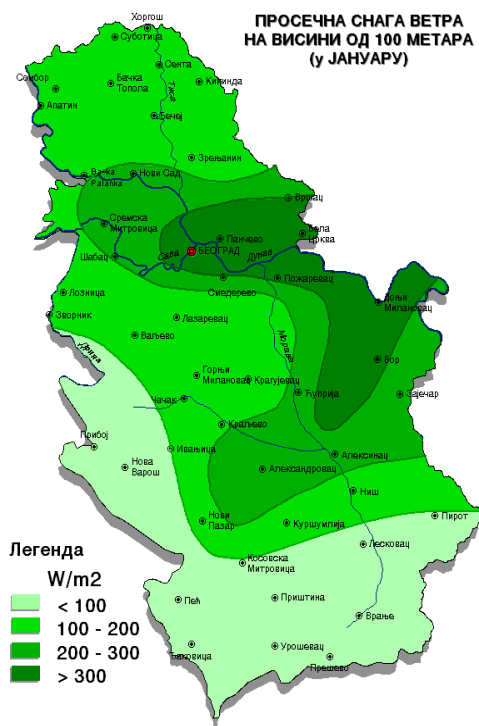 ПРОСЕЧНА СНАГА ВЕТРА
НА ВИСИНИ ОД 100 МЕТАРА
(у ЈАНУАРУ)
Хоргош
Суботица
Сента
Сомбор
Бачка
Топола
Кикинда
Тиса
Апатин
Бечеј
Зрењанин
Бачка
Паланка
Нови Сад
Вршац
Сремска
Митровица
Панчево
Бела
Црква
Сава
БЕОГРАД
Дунав
Шабац
Пожаревац
Смедерево
Лозница
Доњи
Милановац
Зворник
Лазаревац
Ваљево
Морава
Дрина
Бор
Горњи
Милановац
Крагујевац
Ћуприја
Зајечар
Чачак
Краљево
Прибој
Ивањица
Алексинац
Нова
Варош
Александровац
Ниш
Нови
Пазар
Куршумлија
Пирот
Лесковац
Косовска
Митровица
Пећ
Приштина
Врање
Ђаковица
Урошевац
Прешево
Легенда
W/m2
< 100
100 - 200
200 - 300
> 300